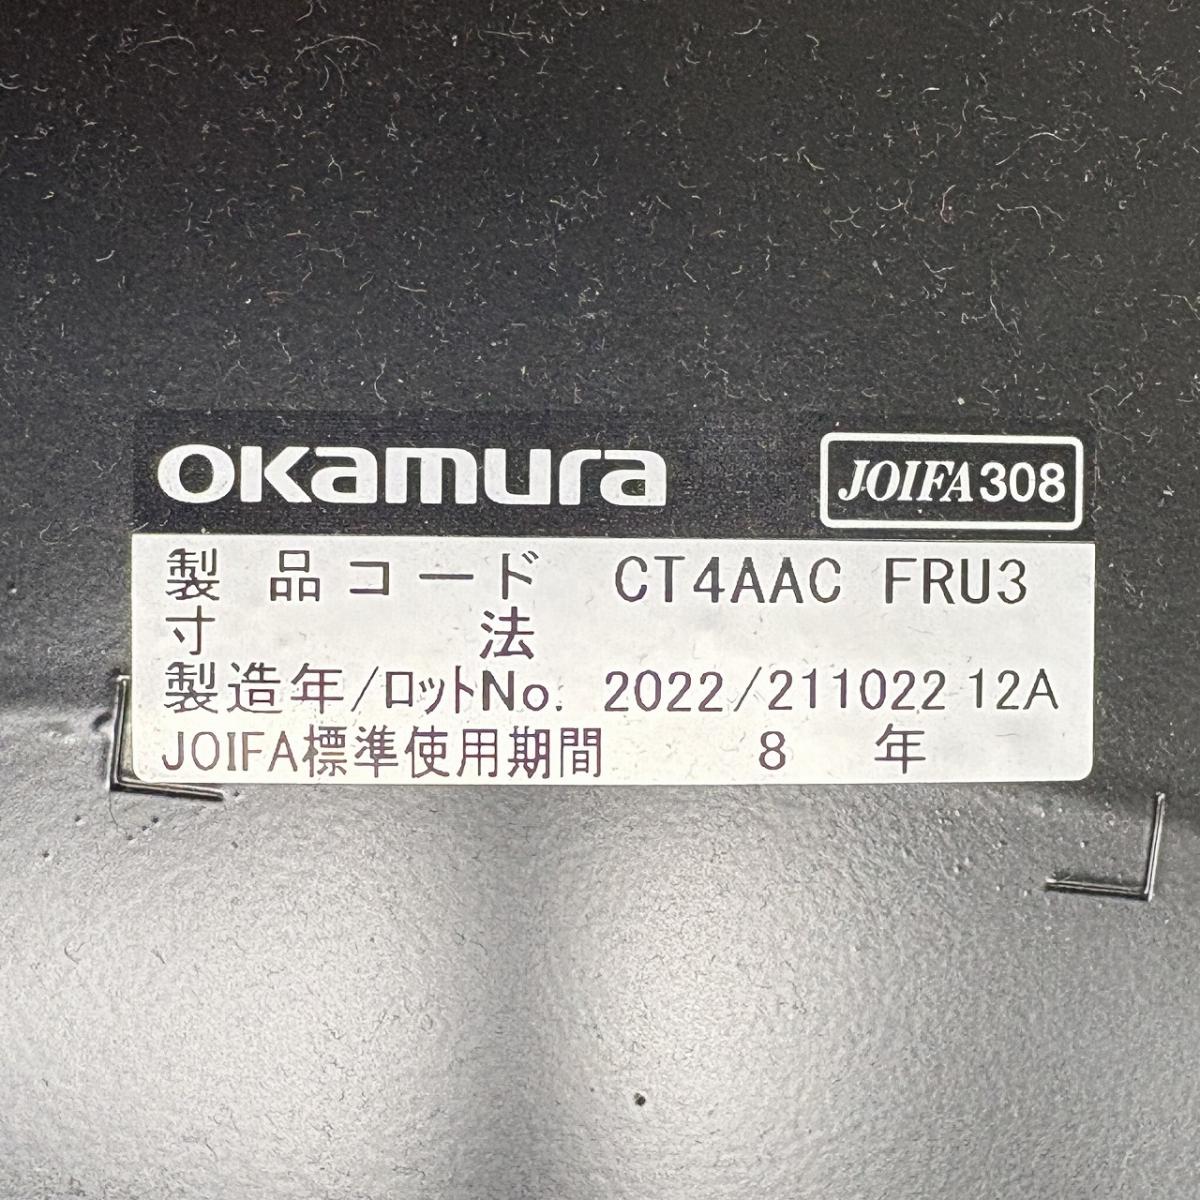 okamura JOIFA308
製品コード CT4AAC FRU3
寸法
製造年/ロットNo. 2022/211022 12A
JOIFA標準使用期間 8 年